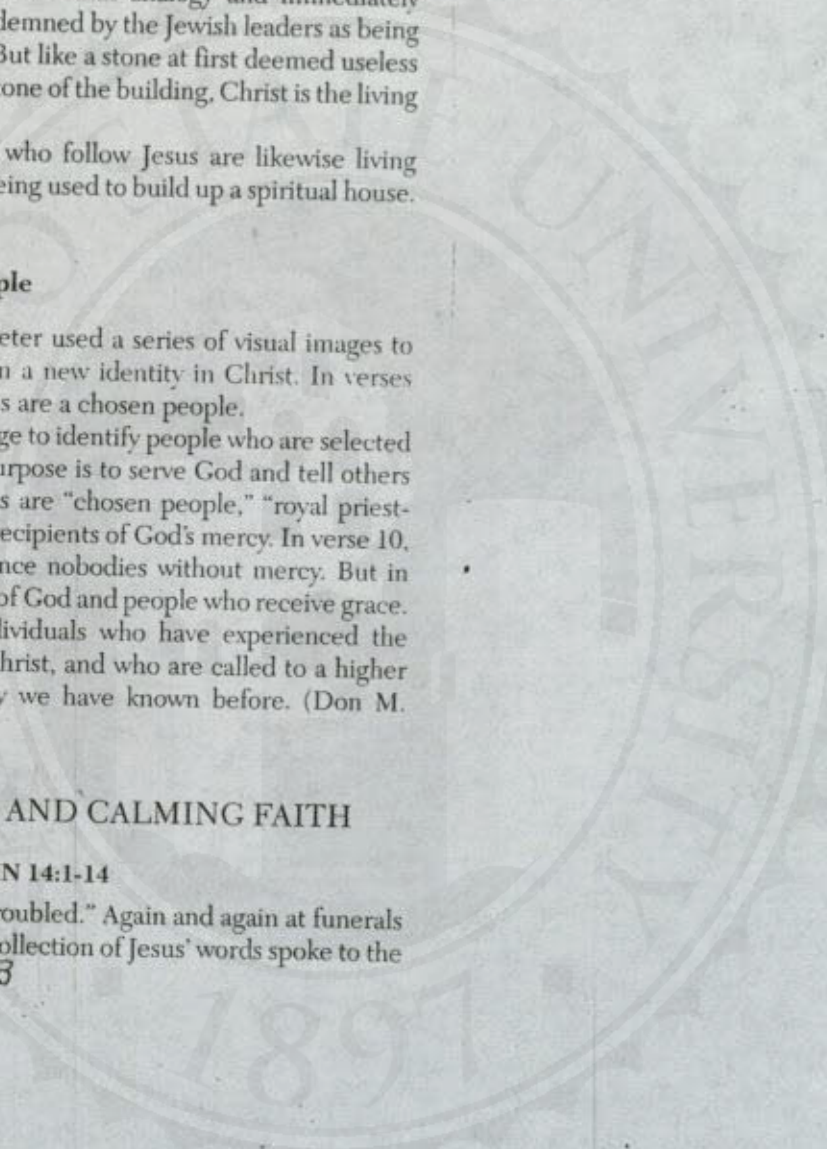 demned by the Jewish leaders as being
But like a stone at first deemed useless
one of the building, Christ is the living
who follow Jesus are likewise living
eing used to build up a spiritual house.
ple
eter used a series of visual images to
n a new identity in Christ. In verses
s are a chosen people.
ge to identify people who are selected
urpose is to serve God and tell others
s are “chosen people,” “royal priest-
ecipients of God’s mercy. In verse 10,
nce nobodies without mercy. But in
of God and people who receive grace.
dividuals who have experienced the
hrist, and who are called to a higher
y we have known before. (Don M.
AND CALMING FAITH
N 14:1-14
roubled.” Again and again at funerals
ollection of Jesus’ words spoke to the
3
UNIVERSITY
1897